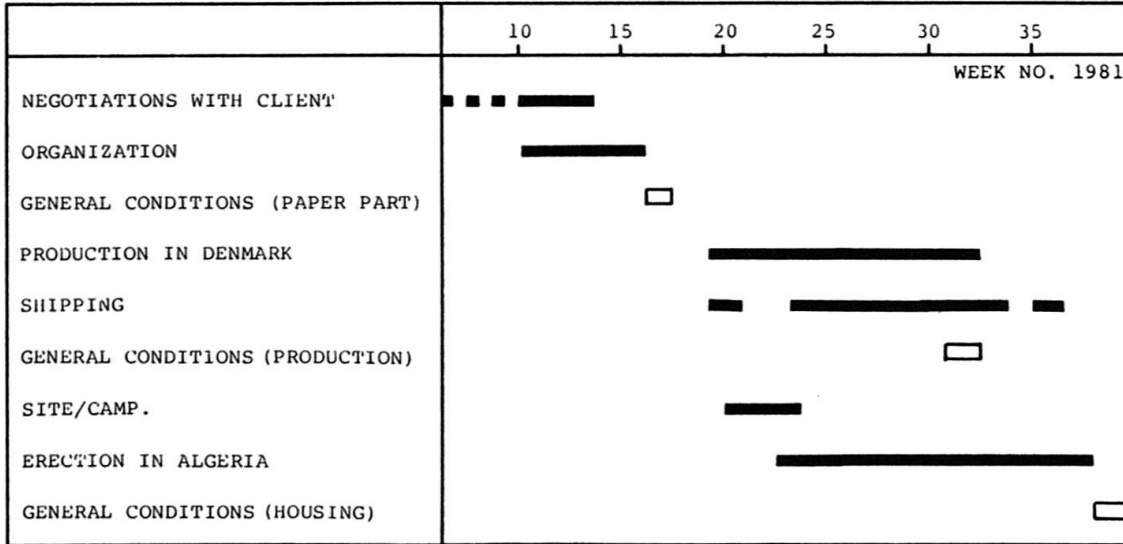 10 15 20 25 30 35
WEEK NO. 1981
NEGOTIATIONS WITH CLIENT
ORGANIZATION
GENERAL CONDITIONS (PAPER PART)
PRODUCTION IN DENMARK
SHIPPING
GENERAL CONDITIONS (PRODUCTION)
SITE/CAMP.
ERECTION IN ALGERIA
GENERAL CONDITIONS (HOUSING)